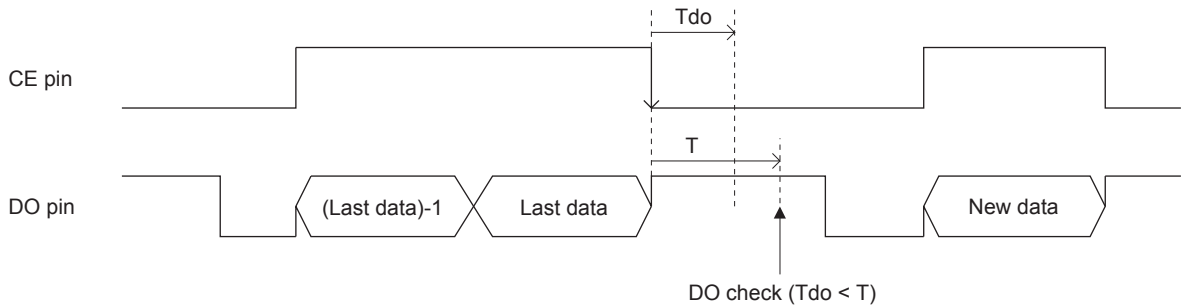 Tdo
CE pin
T
DO pin
(Last data)-1
Last data
New data
DO check (Tdo < T)